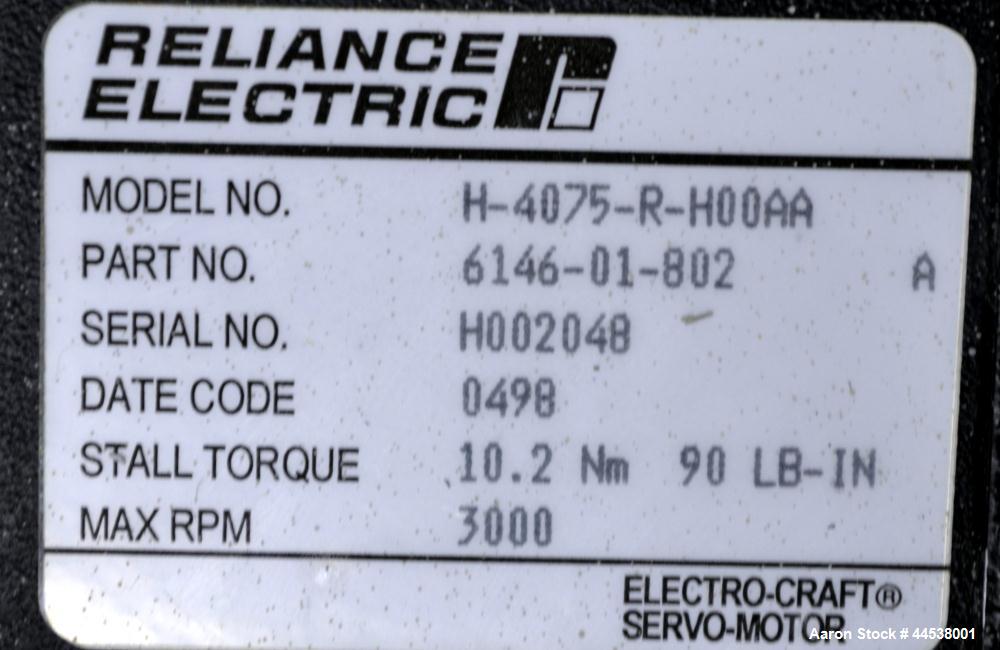 RELIANCE
ELECTRIC
MODEL NO. H-4075-R-H00AA
PART NO. 6146-01-802 A
SERIAL NO. H002048
DATE CODE 0498
STALL TORQUE 10.2 Nm 90 LB-IN
MAX RPM 3000
ELECTRO-CRAFT®
SERVO-MOTOR
Aaron Stock # 44538001